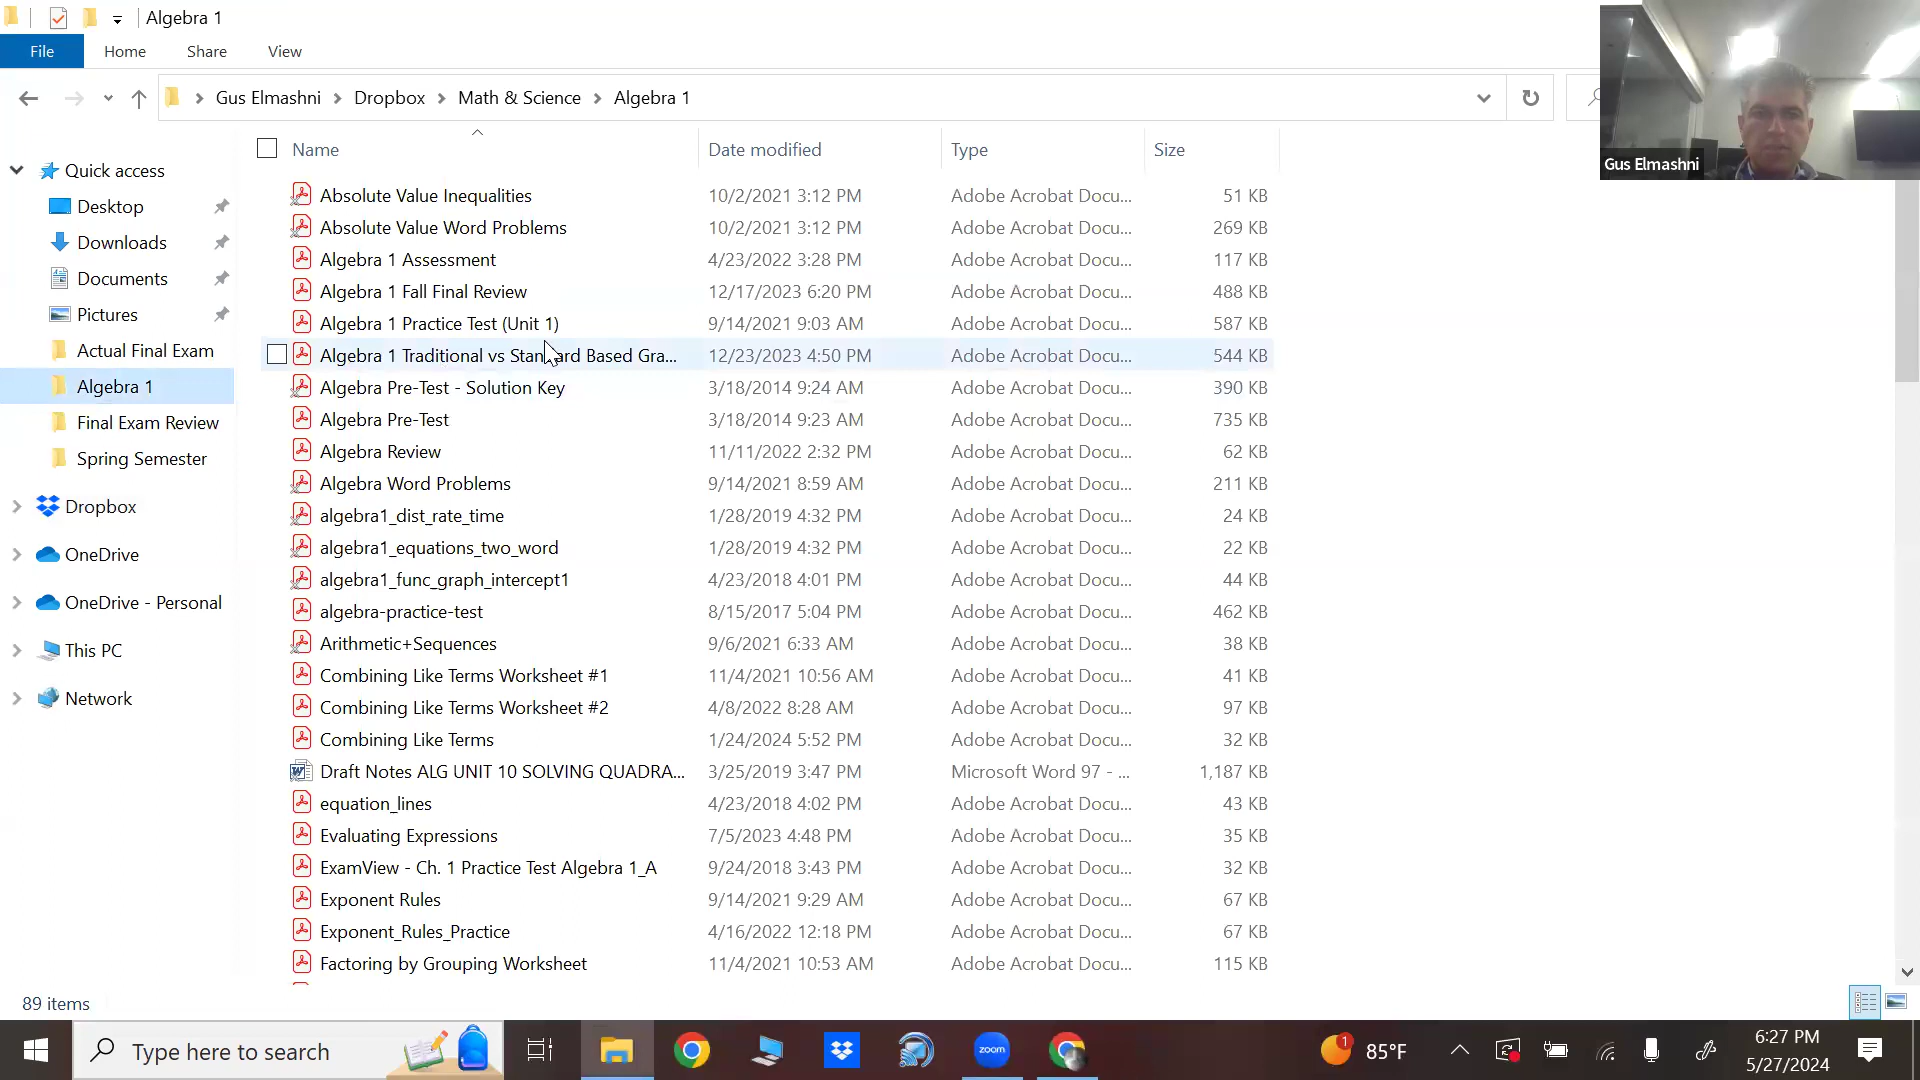 Algebra 1
File Home Share View
Gus Elmashni Dropbox Math & Science Algebra 1
Gus Elmashni
Name Date modified Type Size
Quick access
Desktop
Downloads
Documents
Pictures
Actual Final Exam
Algebra 1
Final Exam Review
Spring Semester
Dropbox
OneDrive
OneDrive - Personal
This PC
Network
Absolute Value Inequalities 10/2/2021 3:12 PM Adobe Acrobat Docu... 51 KB
Absolute Value Word Problems 10/2/2021 3:12 PM Adobe Acrobat Docu... 269 KB
Algebra 1 Assessment 4/23/2022 3:28 PM Adobe Acrobat Docu... 117 KB
Algebra 1 Fall Final Review 12/17/2023 6:20 PM Adobe Acrobat Docu... 488 KB
Algebra 1 Practice Test (Unit 1) 9/14/2021 9:03 AM Adobe Acrobat Docu... 587 KB
Algebra 1 Traditional vs Standard Based Gra... 12/23/2023 4:50 PM Adobe Acrobat Docu... 544 KB
Algebra Pre-Test - Solution Key 3/18/2014 9:24 AM Adobe Acrobat Docu... 390 KB
Algebra Pre-Test 3/18/2014 9:23 AM Adobe Acrobat Docu... 735 KB
Algebra Review 11/11/2022 2:32 PM Adobe Acrobat Docu... 62 KB
Algebra Word Problems 9/14/2021 8:59 AM Adobe Acrobat Docu... 211 KB
algebra1_dist_rate_time 1/28/2019 4:32 PM Adobe Acrobat Docu... 24 KB
algebra1_equations_two_word 1/28/2019 4:32 PM Adobe Acrobat Docu... 22 KB
algebra1_func_graph_intercept1 4/23/2018 4:01 PM Adobe Acrobat Docu... 44 KB
algebra-practice-test 8/15/2017 5:04 PM Adobe Acrobat Docu... 462 KB
Arithmetic+Sequences 9/6/2021 6:33 AM Adobe Acrobat Docu... 38 KB
Combining Like Terms Worksheet #1 11/4/2021 10:56 AM Adobe Acrobat Docu... 41 KB
Combining Like Terms Worksheet #2 4/8/2022 8:28 AM Adobe Acrobat Docu... 97 KB
Combining Like Terms 1/24/2024 5:52 PM Adobe Acrobat Docu... 32 KB
Draft Notes ALG UNIT 10 SOLVING QUADRA... 3/25/2019 3:47 PM Microsoft Word 97 - ... 1,187 KB
equation_lines 4/23/2018 4:02 PM Adobe Acrobat Docu... 43 KB
Evaluating Expressions 7/5/2023 4:48 PM Adobe Acrobat Docu... 35 KB
ExamView - Ch. 1 Practice Test Algebra 1_A 9/24/2018 3:43 PM Adobe Acrobat Docu... 32 KB
Exponent Rules 9/14/2021 9:29 AM Adobe Acrobat Docu... 67 KB
Exponent_Rules_Practice 4/16/2022 12:18 PM Adobe Acrobat Docu... 67 KB
Factoring by Grouping Worksheet 11/4/2021 10:53 AM Adobe Acrobat Docu... 115 KB
89 items
Type here to search
zoom
1
85°F
6:27 PM
5/27/2024